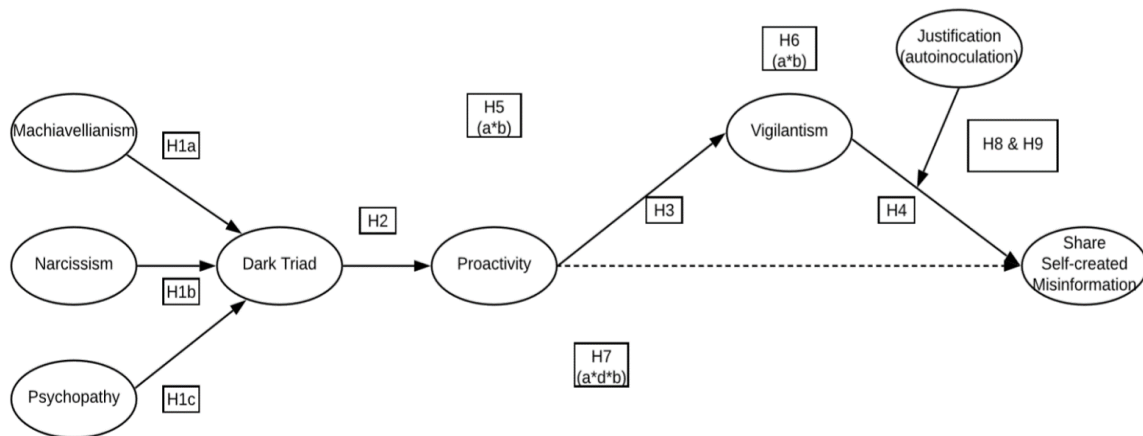 Justification
(autoinoculation)
H6
(a*b)
H5
(a*b)
Machiavellianism
H1a
Vigilantism
H8 & H9
H3
H4
H2
Narcissism
H1b
Dark Triad
Proactivity
Share
Self-created
Misinformation
H7
(a*d*b)
Psychopathy
H1c